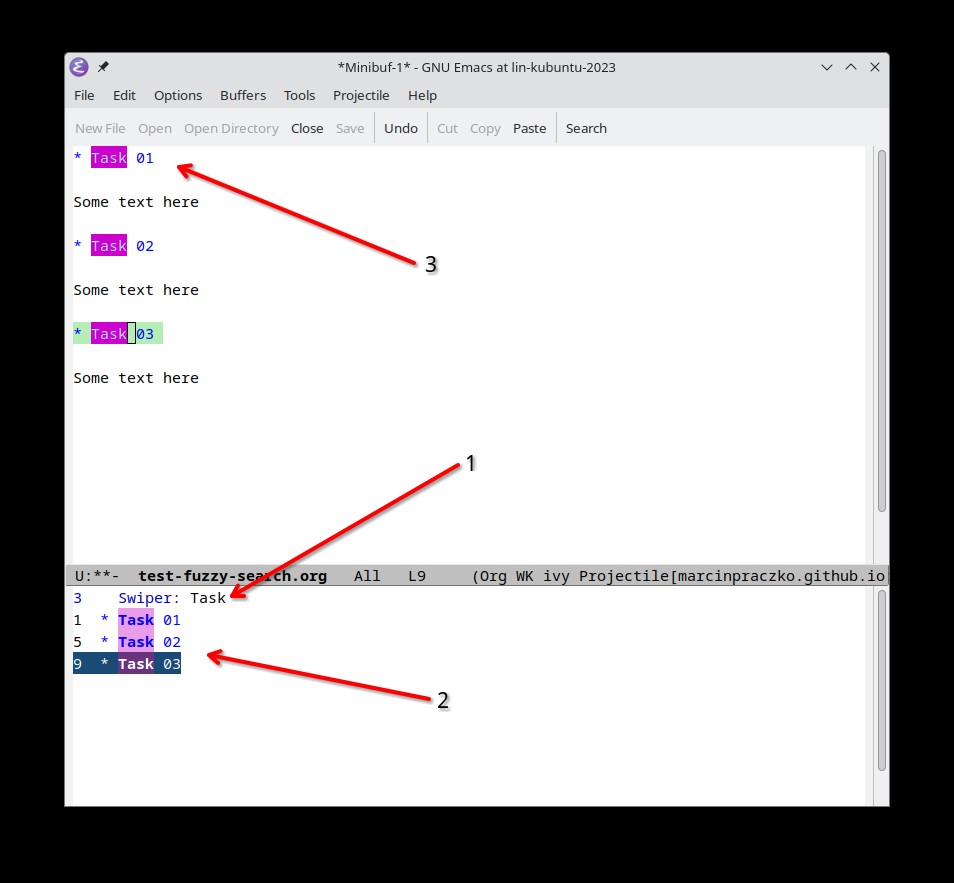 *Minibuf-1* - GNU Emacs at lin-kubuntu-2023
File Edit Options Buffers Tools Projectile Help
New File Open Open Directory Close Save Undo Cut Copy Paste Search
* Task 01
Some text here
3
* Task 02
Some text here
* Task 03
Some text here
1
U:**- test-fuzzy-search.org All L9 (Org WK ivy Projectile[marcinpraczko.github.io
3 Swiper: Task
1 * Task 01
5 * Task 02
9 * Task 03
2